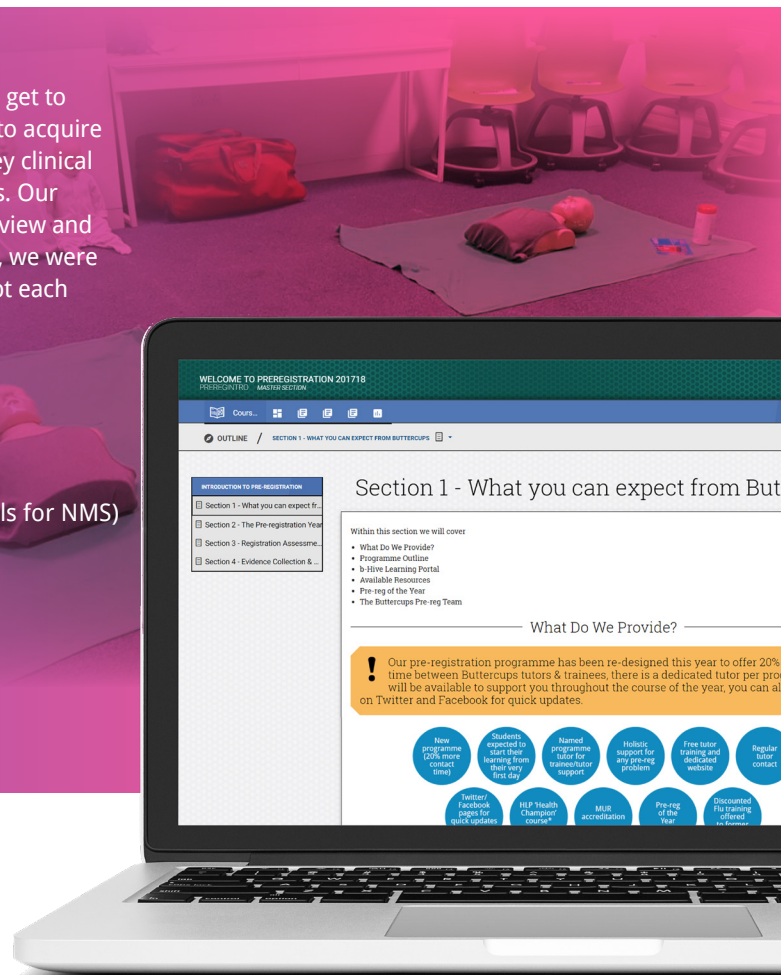 get to
to acquire
ey clinical
s. Our
view and
, we were
ot each
ls for NMS)
WELCOME TO PREREGISTRATION 201718
PREREGINTRO MASTER SECTION
Cours...
OUTLINE / SECTION 1 - WHAT YOU CAN EXPECT FROM BUTTERCUPS
INTRODUCTION TO PRE-REGISTRATION
Section 1 - What you can expect fr...
Section 2 - The Pre-registration Year
Section 3 - Registration Assessme...
Section 4 - Evidence Collection & ...
Section 1 - What you can expect from But
Within this section we will cover
• What Do We Provide?
• Programme Outline
• b-Hive Learning Portal
• Available Resources
• Pre-reg of the Year
• The Buttercups Pre-reg Team
What Do We Provide?
! Our pre-registration programme has been re-designed this year to offer 20%
time between Buttercups tutors & trainees, there is a dedicated tutor per pro
will be available to support you throughout the course of the year, you can al
on Twitter and Facebook for quick updates.
New
programme
(20% more
contact
time)
Students
expected to
start their
learning from
their very
first day
Named
programme
tutor for
trainee/tutor
support
Holistic
support for
any pre-reg
problem
Free tutor
training and
dedicated
website
Regular
tutor
contact
Twitter/
Facebook
pages for
quick updates
HLP 'Health
Champion'
course*
MUR
accreditation
Pre-reg
of the
Year
Discounted
Flu training
offered
to former
control
option